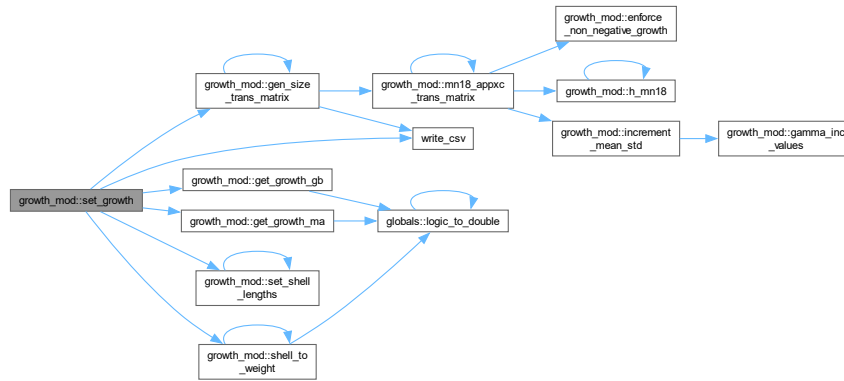 growth_mod::enforce
_non_negative_growth
growth_mod::gen_size
_trans_matrix
growth_mod::mn18_appxc
_trans_matrix
growth_mod::h_mn18
write_csv
growth_mod::increment
_mean_std
growth_mod::gamma_inc
_values
growth_mod::get_growth_gb
growth_mod::set_growth
growth_mod::get_growth_ma
globals::logic_to_double
growth_mod::set_shell
_lengths
growth_mod::shell_to
_weight